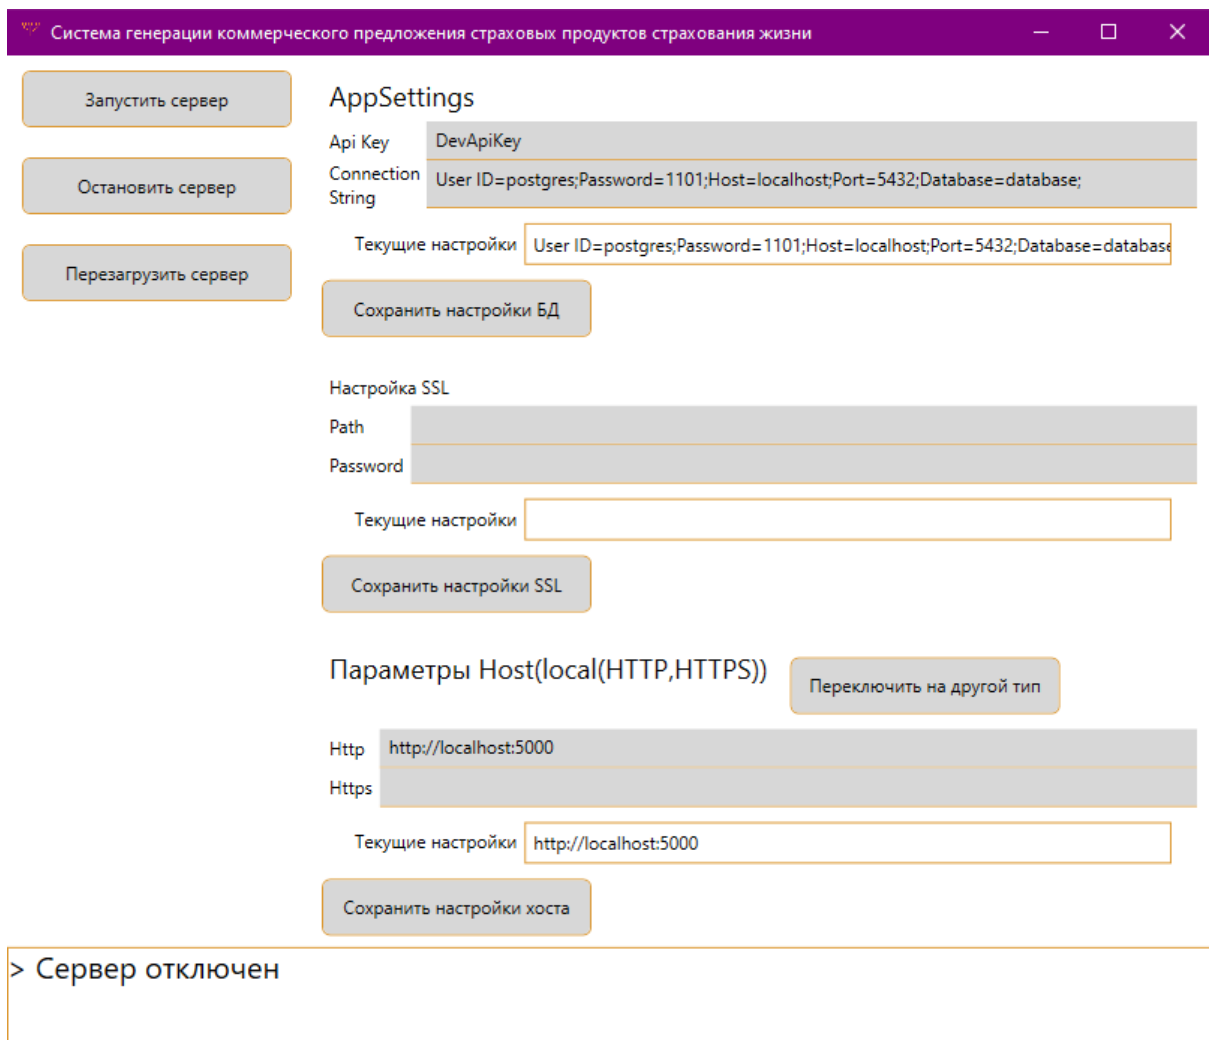 Система генерации коммерческого предложения страховых продуктов страхования жизни
Запустить сервер
Остановить сервер
Перезагрузить сервер
AppSettings
Api Key DevApiKey
Connection String User ID=postgres;Password=1101;Host=localhost;Port=5432;Database=database;
Текущие настройки User ID=postgres;Password=1101;Host=localhost;Port=5432;Database=database
Сохранить настройки БД
Настройка SSL
Path
Password
Текущие настройки
Сохранить настройки SSL
Параметры Host(local(HTTP,HTTPS)) Переключить на другой тип
Http http://localhost:5000
Https
Текущие настройки http://localhost:5000
Сохранить настройки хоста
> Сервер отключен